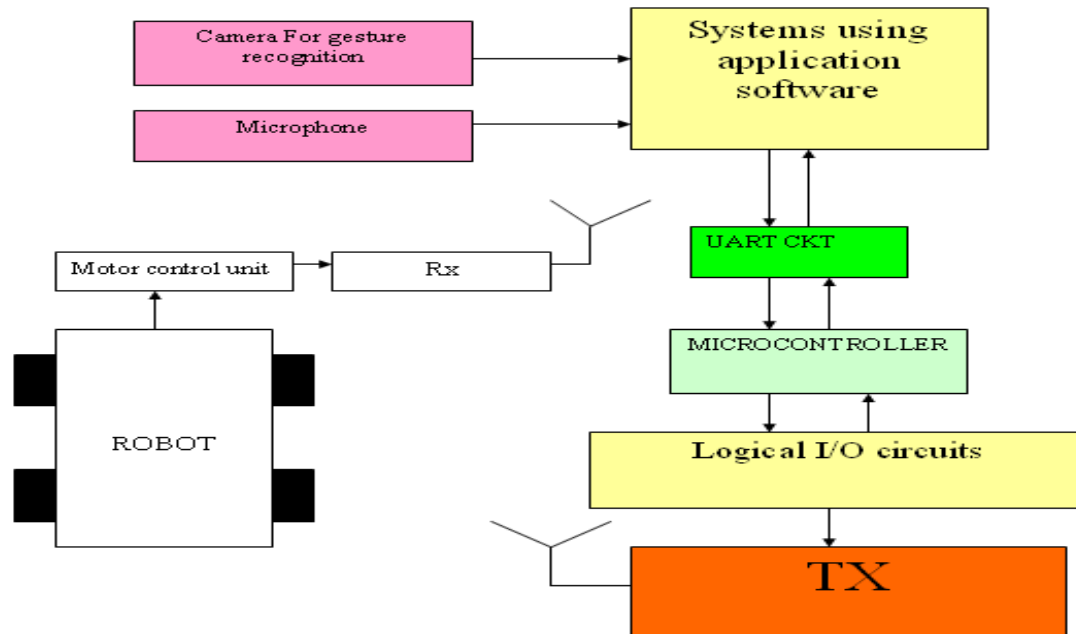 Camera For gesture
recognition
Systems using
application
software
Microphone
UART CKT
Motor control unit
Rx
MICROCONTROLLER
ROBOT
Logical I/O circuits
TX